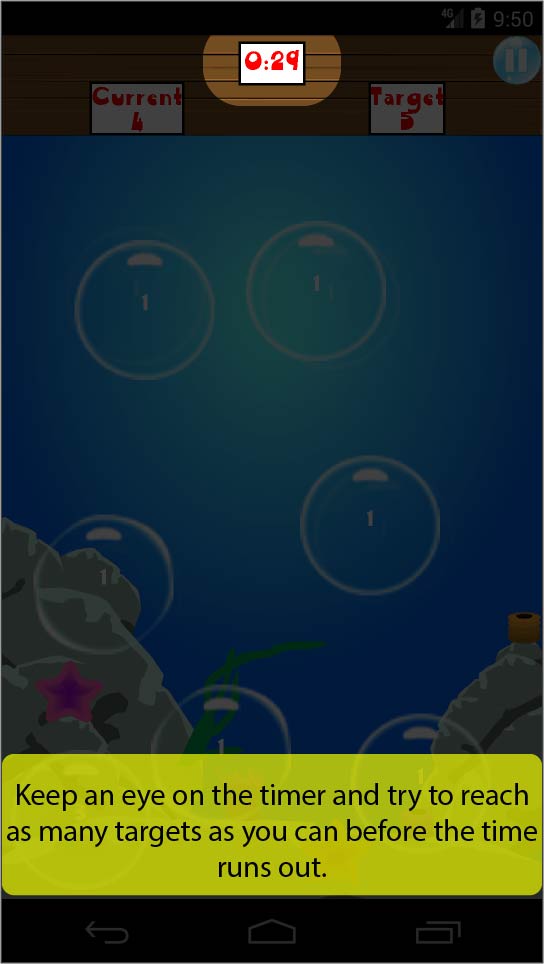 4G 9:50
0:29
Current Target
4 5
1 1
1
1
1
1
Keep an eye on the timer and try to reach
as many targets as you can before the time
runs out.